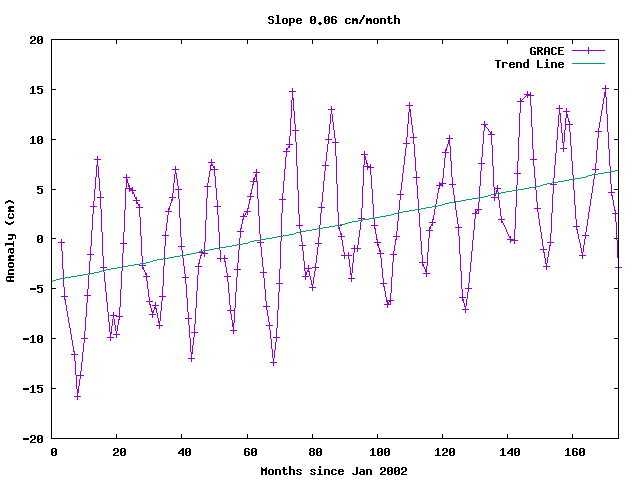 Slope 0.06 cm/month
GRACE
Trend Line
20
15
10
5
0
-5
-10
-15
-20
Anomaly (cm)
0 20 40 60 80 100 120 140 160
Months since Jan 2002